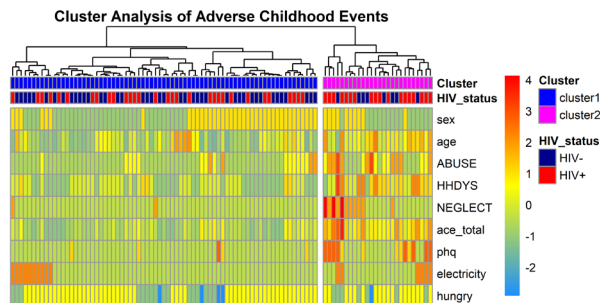 Cluster Analysis of Adverse Childhood Events
Cluster
HIV_status
sex
age
ABUSE
HHDYS
NEGLECT
ace_total
phq
electricity
hungry
4
3
2
1
0
-1
-2
Cluster
cluster1
cluster2
HIV_status
HIV-
HIV+